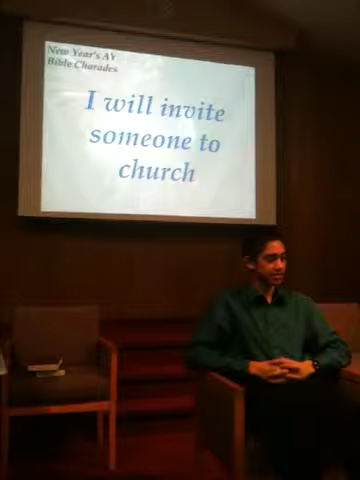 New Year's AY
Bible Charades
I will invite
someone to
church